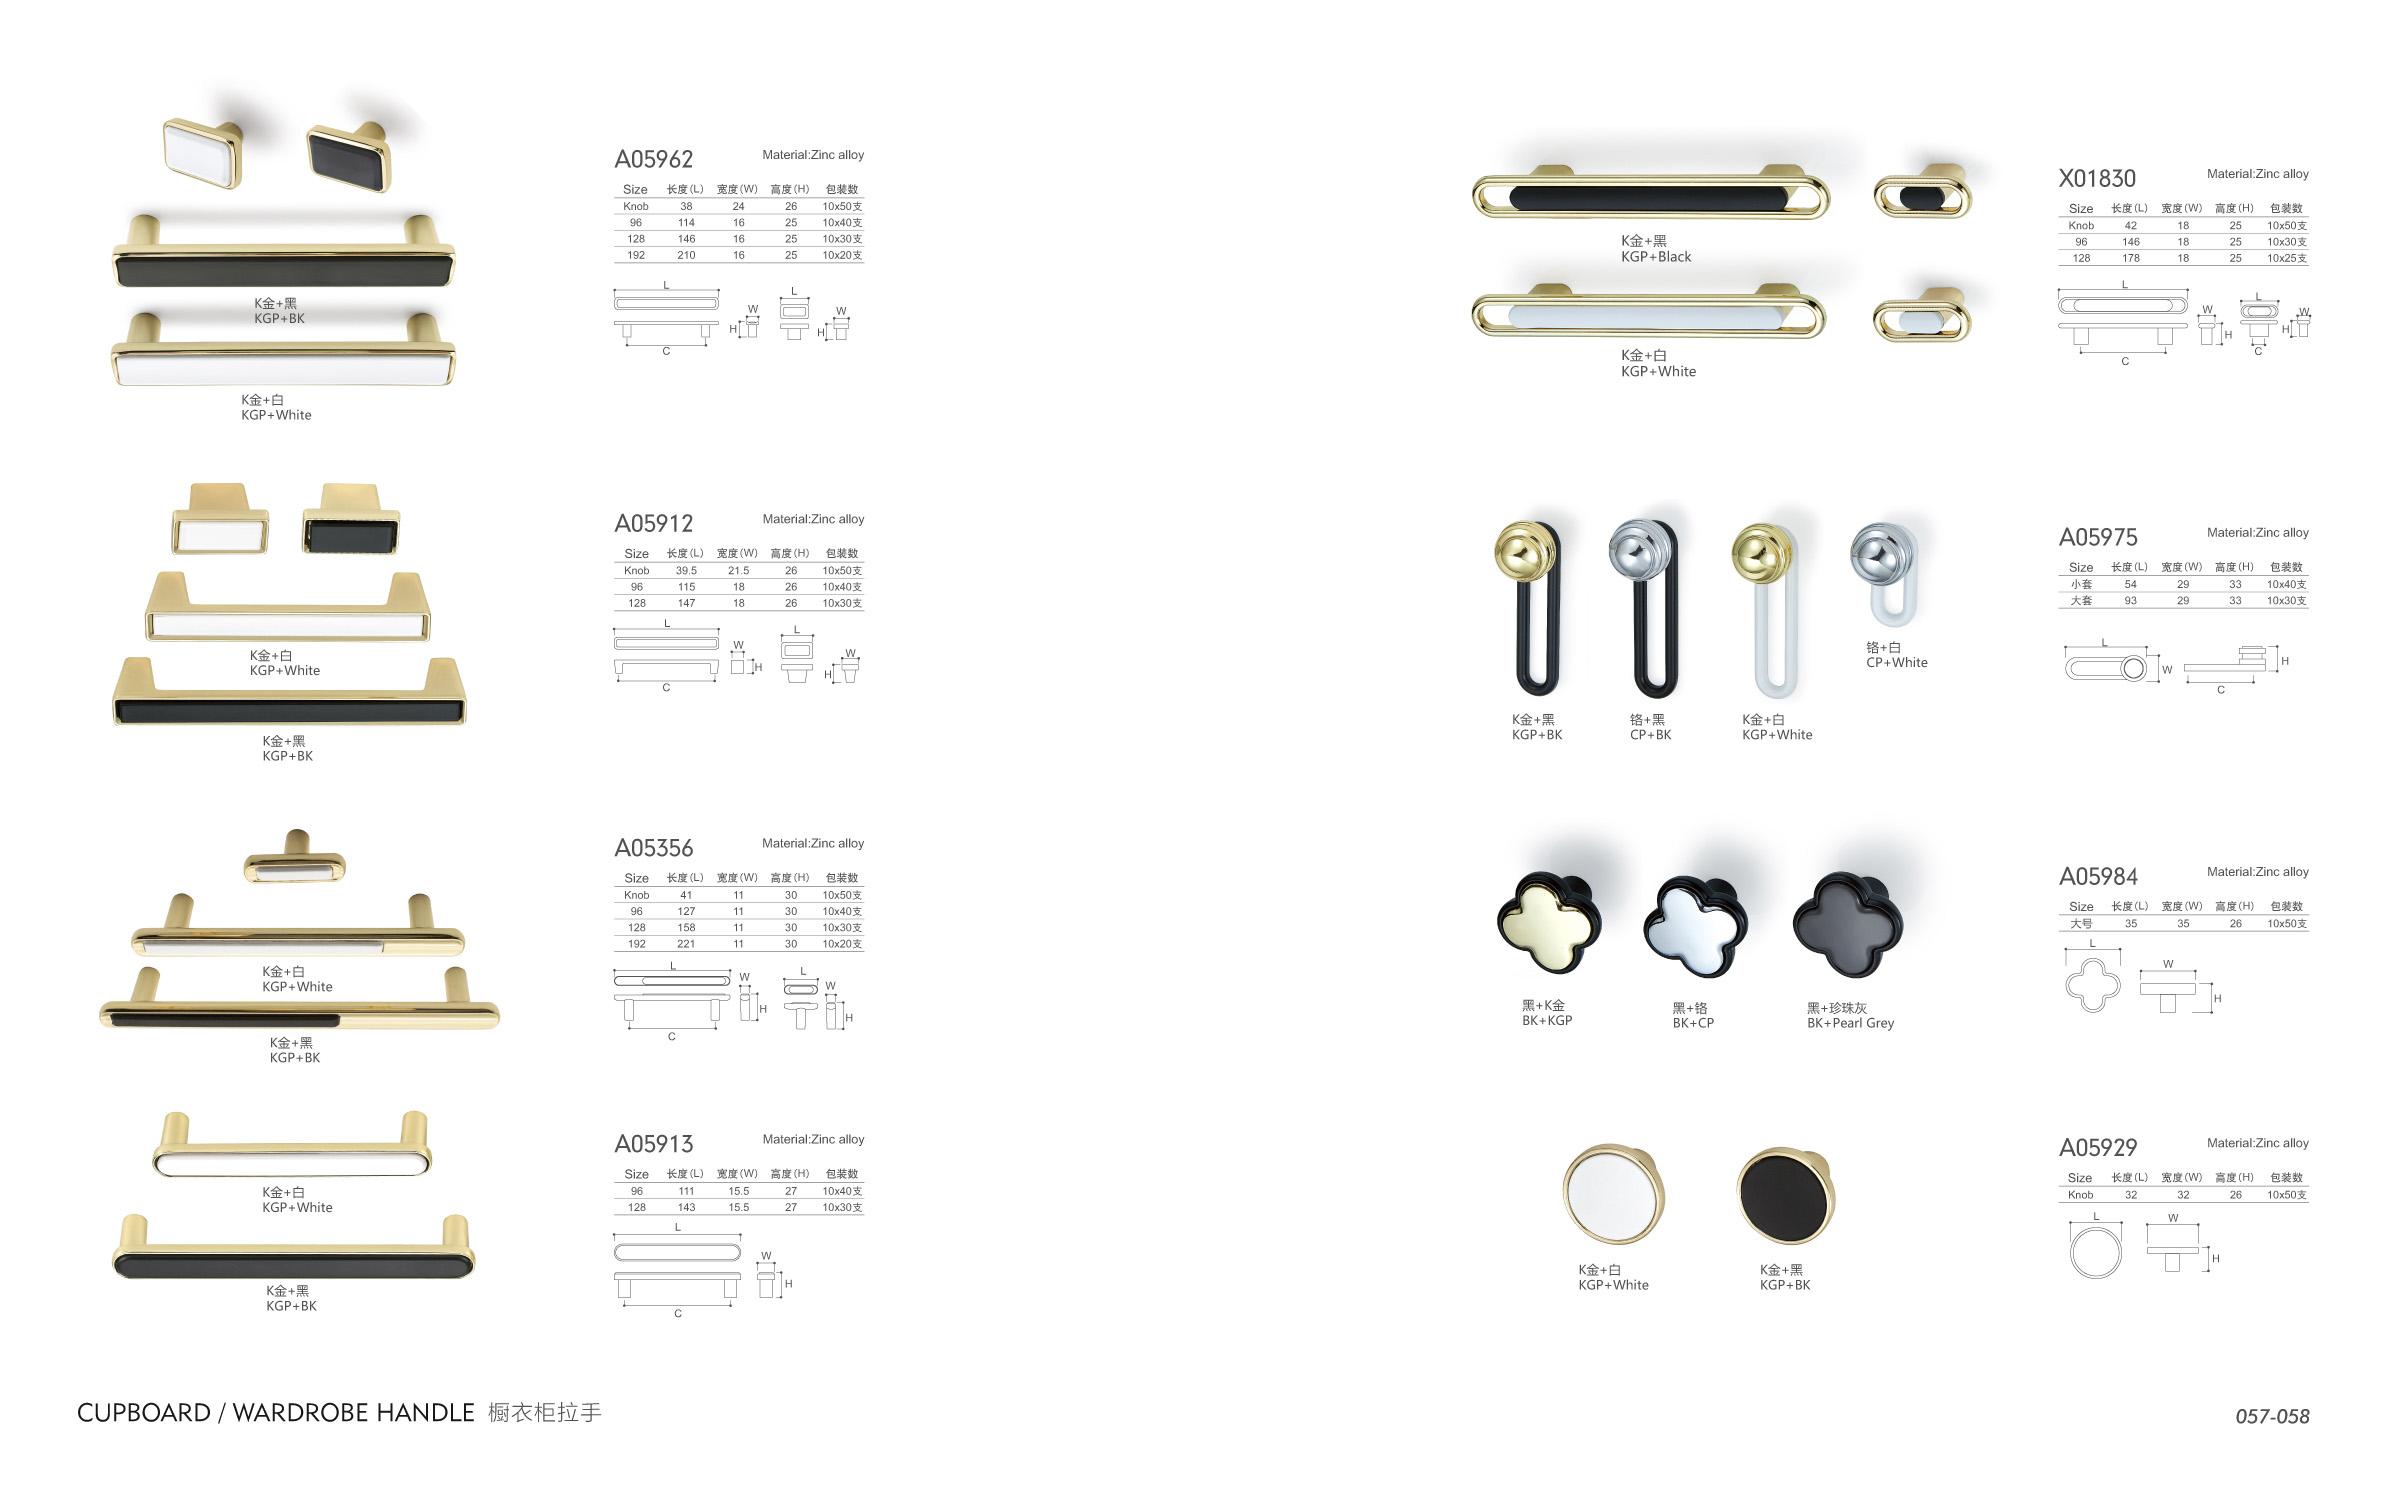 K金+黑
KGP+BK
K金+白
KGP+White
A05962 Material:Zinc alloy
Size 长度(L) 宽度(W) 高度(H) 包装数
Knob 38 24 26 10x50支
96 114 16 25 10x40支
128 146 16 25 10x30支
192 210 16 25 10x20支
L
W
H
C
L
W
H
K金+白
KGP+White
K金+黑
KGP+BK
A05912 Material:Zinc alloy
Size 长度(L) 宽度(W) 高度(H) 包装数
Knob 39.5 21.5 26 10x50支
96 115 18 26 10x40支
128 147 18 26 10x30支
L
W
H
C
L
W
H
K金+白
KGP+White
K金+黑
KGP+BK
A05356 Material:Zinc alloy
Size 长度(L) 宽度(W) 高度(H) 包装数
Knob 41 11 30 10x50支
96 127 11 30 10x40支
128 158 11 30 10x30支
192 221 11 30 10x20支
L
W
H
C
L
W
H
K金+白
KGP+White
K金+黑
KGP+BK
A05913 Material:Zinc alloy
Size 长度(L) 宽度(W) 高度(H) 包装数
96 111 15.5 27 10x40支
128 143 15.5 27 10x30支
L
W
H
C
K金+黑
KGP+Black
K金+白
KGP+White
X01830 Material:Zinc alloy
Size 长度(L) 宽度(W) 高度(H) 包装数
Knob 42 18 25 10x50支
96 146 18 25 10x30支
128 178 18 25 10x25支
L
W
H
C
L
W
H
C
K金+黑
KGP+BK
铬+黑
CP+BK
K金+白
KGP+White
铬+白
CP+White
A05975 Material:Zinc alloy
Size 长度(L) 宽度(W) 高度(H) 包装数
小套 54 29 33 10x40支
大套 93 29 33 10x30支
L
W
H
C
黑+K金
BK+KGP
黑+铬
BK+CP
黑+珍珠灰
BK+Pearl Grey
A05984 Material:Zinc alloy
Size 长度(L) 宽度(W) 高度(H) 包装数
大号 35 35 26 10x50支
L
W
H
K金+白
KGP+White
K金+黑
KGP+BK
A05929 Material:Zinc alloy
Size 长度(L) 宽度(W) 高度(H) 包装数
Knob 32 32 26 10x50支
L
W
H
CUPBOARD / WARDROBE HANDLE 橱衣柜拉手
057-058